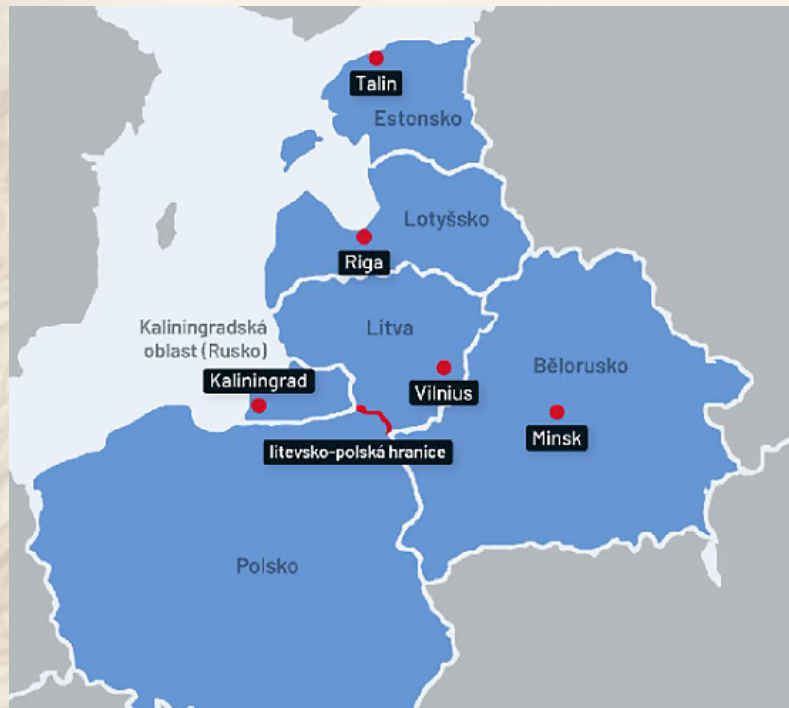 Talin
Estonsko
Lotyšsko
Riga
Kaliningradská
oblast (Rusko)
Litva
Kaliningrad
Vilnius
Bělorusko
Minsk
litevsko-polská hranice
Polsko